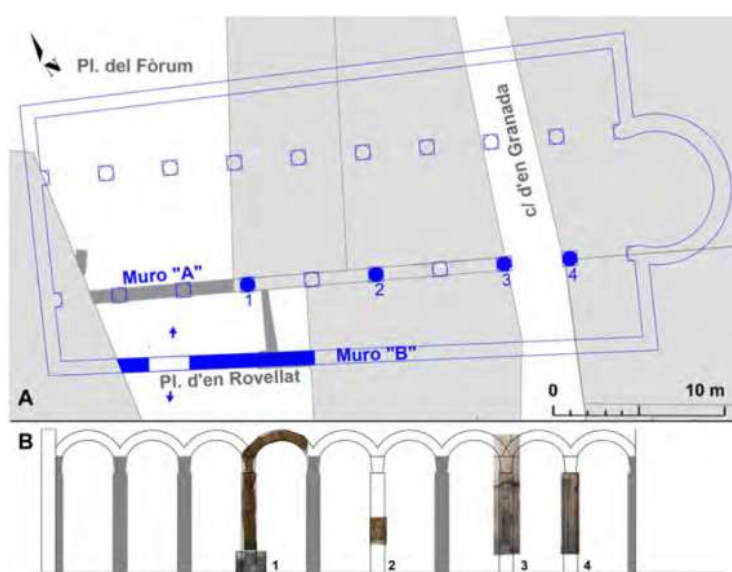 Pl. del Fòrum
N
c/ d'en Granada
Muro "A"
1
2
3
4
Muro "B"
Pl. d'en Rovellat
A
0 10 m
B
1
2
3
4